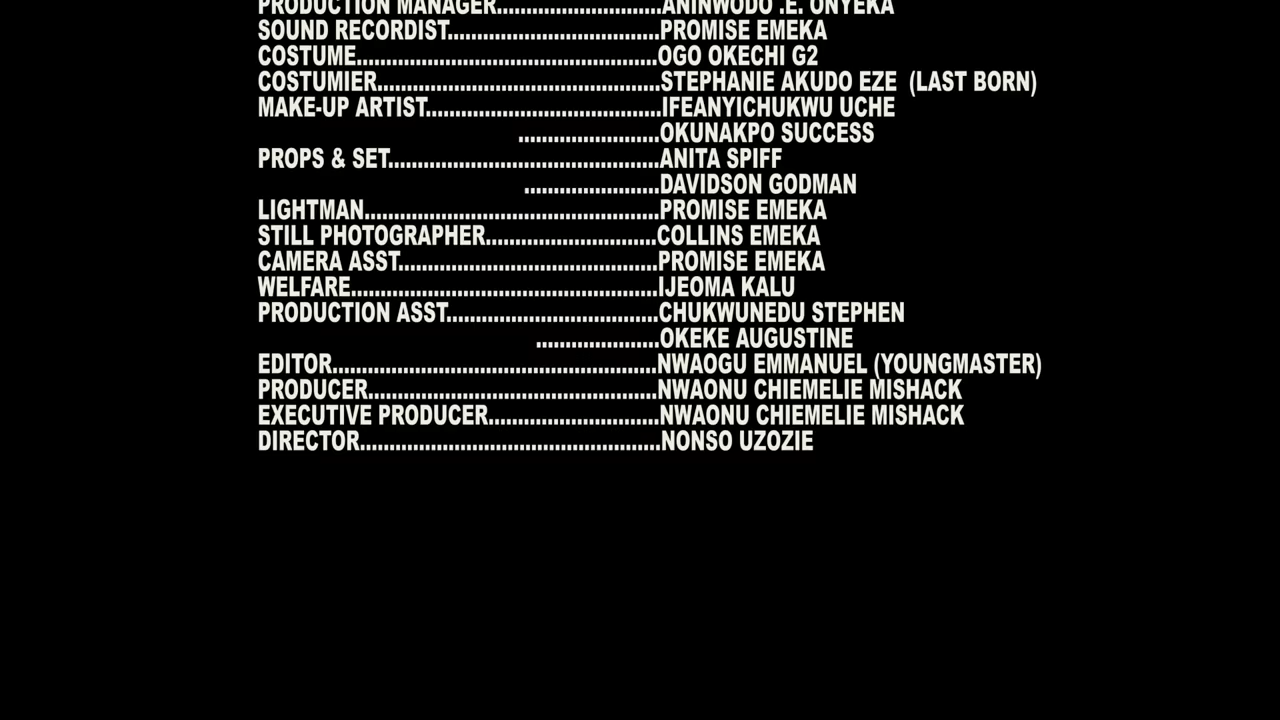 PRODUCTION MANAGER............................ANINWODO .E. ONYEKA
SOUND RECORDIST....................................PROMISE EMEKA
COSTUME...................................................OGO OKECHI G2
COSTUMIER................................................STEPHANIE AKUDO EZE (LAST BORN)
MAKE-UP ARTIST........................................IFEANYICHUKWU UCHE
........................OKUNAKPO SUCCESS
PROPS & SET..............................................ANITA SPIFF
.......................DAVIDSON GODMAN
LIGHTMAN..................................................PROMISE EMEKA
STILL PHOTOGRAPHER.............................COLLINS EMEKA
CAMERA ASST............................................PROMISE EMEKA
WELFARE....................................................IJEOMA KALU
PRODUCTION ASST....................................CHUKWUNEDU STEPHEN
.....................OKEKE AUGUSTINE
EDITOR.......................................................NWAOGU EMMANUEL (YOUNGMASTER)
PRODUCER.................................................NWAONU CHIEMELIE MISHACK
EXECUTIVE PRODUCER.............................NWAONU CHIEMELIE MISHACK
DIRECTOR...................................................NONSO UZOZIE